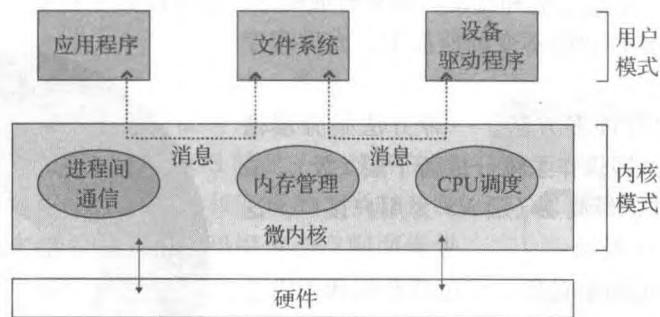 应用程序
文件系统
设备
驱动程序
用户
模式
消息
消息
进程间
通信
内存管理
CPU调度
内核
模式
微内核
硬件